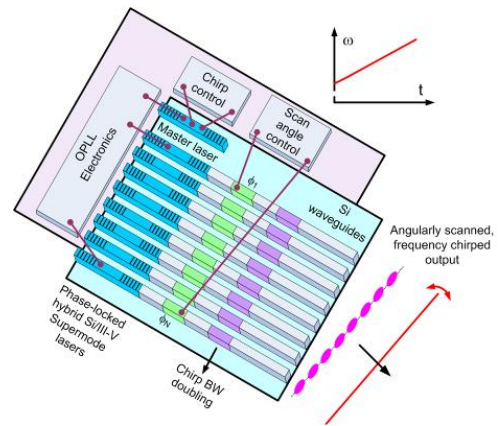 ω
t
Chirp
control
Scan
angle
control
OPLL
Electronics
Master laser
ϕ1
Si
waveguides
Angularly scanned,
frequency chirped
output
Phase-locked
hybrid Si/III-V
Supermode
lasers
ϕN
Chirp BW
doubling